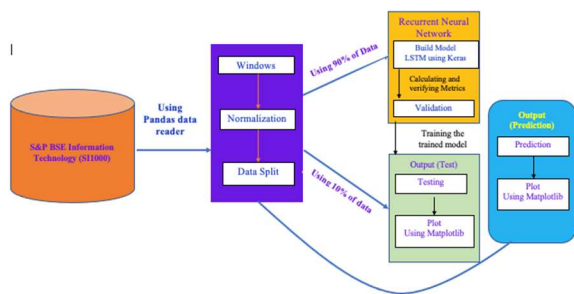 S&P BSE Information
Technology (SI1000)
Using
Pandas data
reader
Windows
Normalization
Data Split
Using 90% of Data
Using 10% of data
Recurrent Neural
Network
Build Model
LSTM using Keras
Calculating and
verifying Metrics
Validation
Training the
trained model
Output (Test)
Testing
Plot
Using Matplotlib
Output
(Prediction)
Prediction
Plot
Using Matplotlib